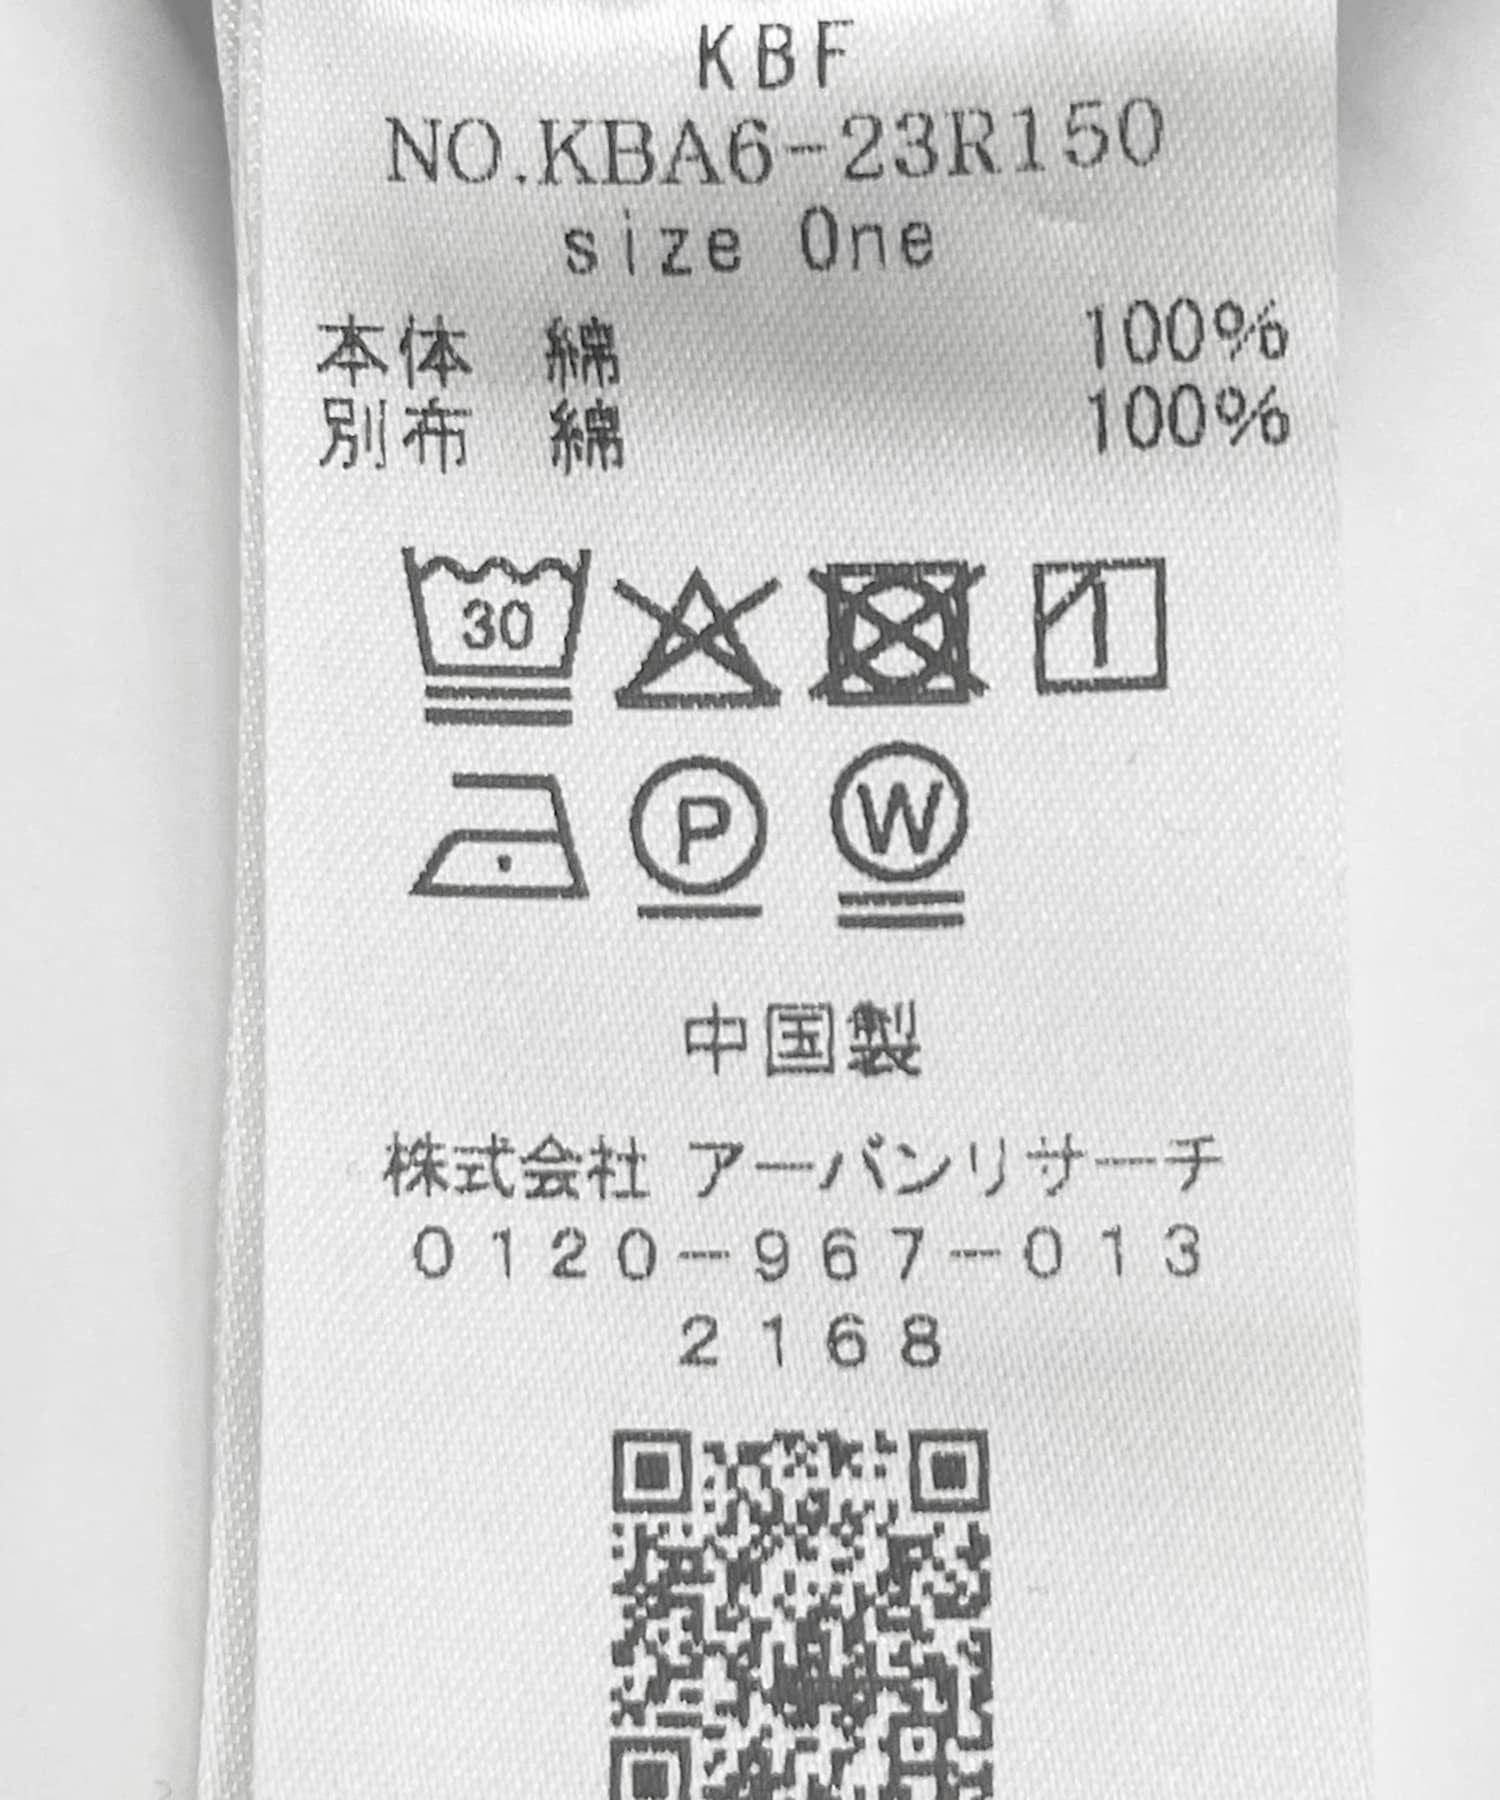 KBF
NO.KBA6-23R150
size One
本体 綿 100%
別布 綿 100%
30
P W
中国製
株式会社 アーバンリサーチ
0120-967-013
2168